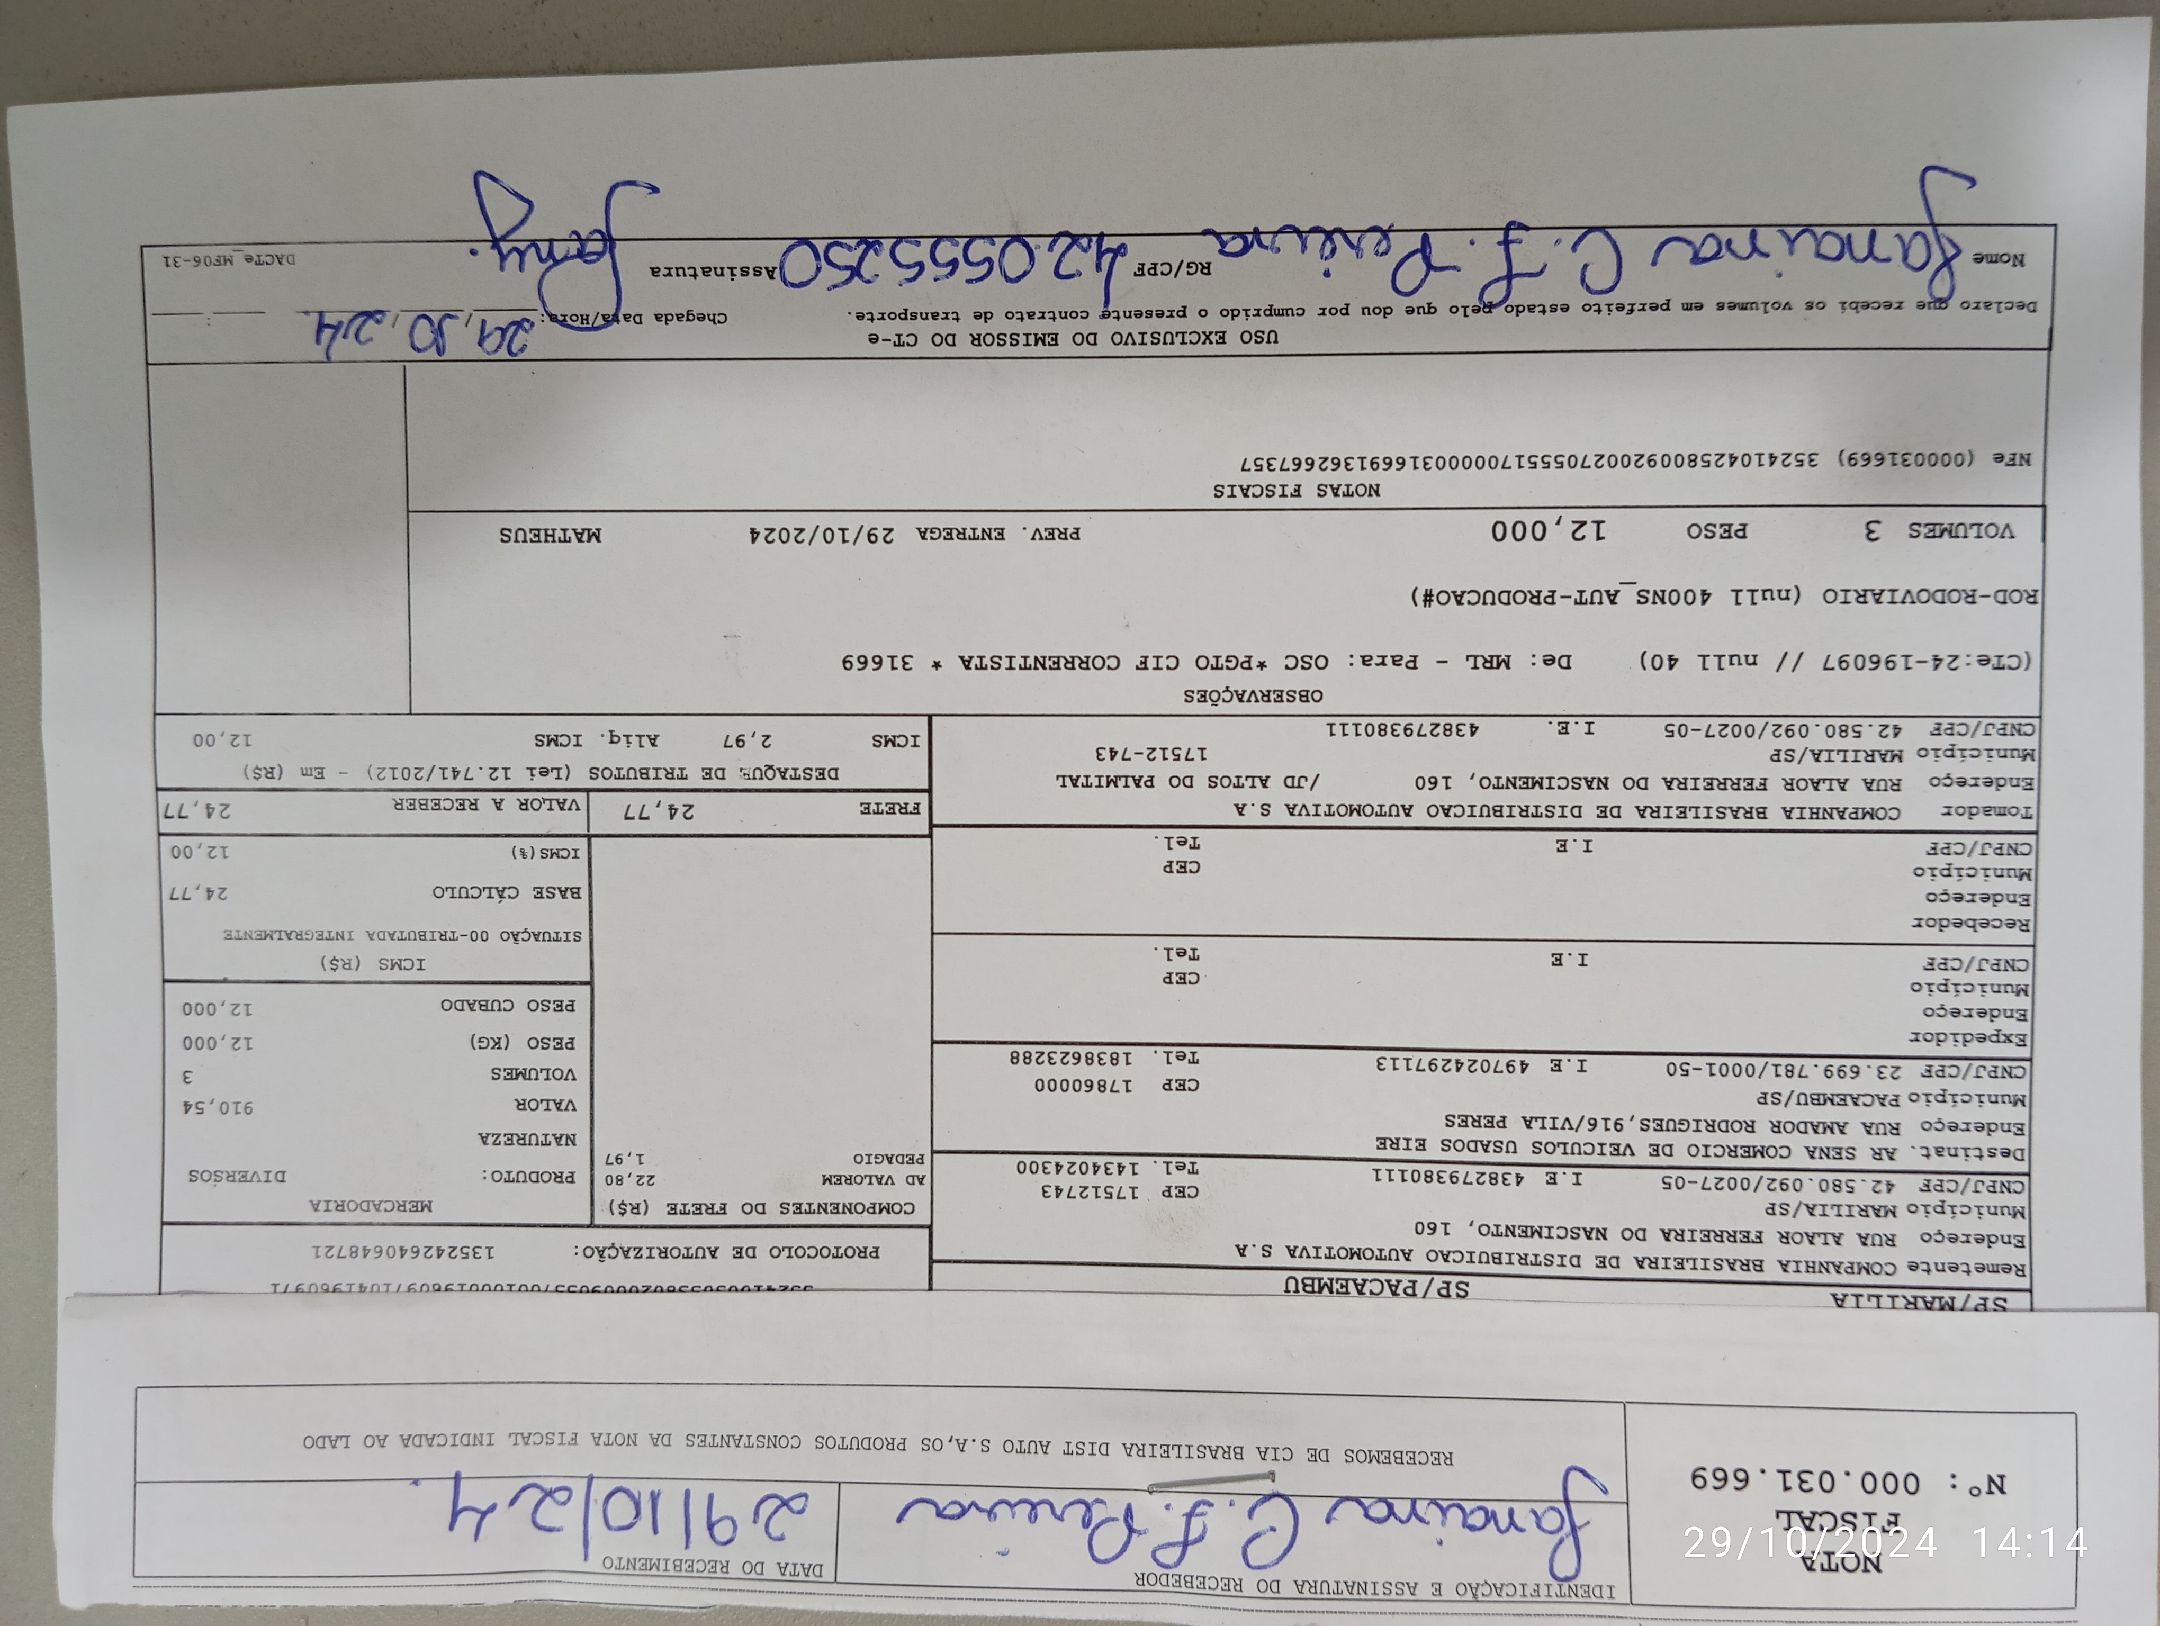 IDENTIFICAÇÃO E ASSINATURA DO RECEBEDOR
DATA DO RECEBIMENTO
NOTA
FISCAL
Nº: 000.031.669
Janaina C. F. Pereira
29/10/24.
RECEBEMOS DE CIA BRASILEIRA DIST AUTO S.A,OS PRODUTOS CONSTANTES DA NOTA FISCAL INDICADA AO LADO
SP/MARILIA SP/PACAEMBU
Remetente COMPANHIA BRASILEIRA DE DISTRIBUICAO AUTOMOTIVA S.A
Endereço RUA ALAOR FERREIRA DO NASCIMENTO, 160
Município MARILIA/SP CEP 17512743
CNPJ/CPF 42.580.092/0027-05 I.E 438279380111 Tel. 1434024300
Destinat. AR SENA COMERCIO DE VEICULOS USADOS EIRE
Endereço RUA AMADOR RODRIGUES,916/VILA PERES
Município PACAEMBU/SP CEP 17860000
CNPJ/CPF 23.699.781/0001-50 I.E 497024297113 Tel. 1838623288
Expedidor
Endereço
Município CEP
CNPJ/CPF I.E Tel.
Recebedor
Endereço
Município CEP
CNPJ/CPF I.E Tel.
Tomador COMPANHIA BRASILEIRA DE DISTRIBUICAO AUTOMOTIVA S.A
Endereço RUA ALAOR FERREIRA DO NASCIMENTO, 160 /JD ALTOS DO PALMITAL
Município MARILIA/SP 17512-743
CNPJ/CPF 42.580.092/0027-05 I.E. 438279380111
PROTOCOLO DE AUTORIZAÇÃO: 135242640648721
COMPONENTES DO FRETE (R$)
AD VALOREM 22,80
PEDAGIO 1,97
MERCADORIA
PRODUTO: DIVERSOS
NATUREZA
VALOR 910,54
VOLUMES 3
PESO (KG) 12,000
PESO CUBADO 12,000
ICMS (R$)
SITUAÇÃO 00-TRIBUTADA INTEGRALMENTE
BASE CÁLCULO 24,77
ICMS(%) 12,00
FRETE 24,77 VALOR A RECEBER 24,77
DESTAQUE DE TRIBUTOS (Lei 12.741/2012) - Em (R$)
ICMS 2,97 Aliq. ICMS 12,00
OBSERVAÇÕES
(CTe:24-196097 // null 40) De: MRL - Para: OSC *PGTO CIF CORRENTISTA * 31669
ROD-RODOVIARIO (null 400NS_AUT-PRODUCAO#)
VOLUMES 3 PESO 12,000 PREV. ENTREGA 29/10/2024 MATHEUS
NOTAS FISCAIS
NFe (000031669) 35241042580092002705551700000316691362667357
USO EXCLUSIVO DO EMISSOR DO CT-e
Declaro que recebi os volumes em perfeito estado pelo que dou por cumprido o presente contrato de transporte. Chegada Data/Hora: 29,10,24.
Nome Janaina C. F. Pereira RG/CPF 42.0555250 Assinatura Jany.
DACTe_MF06-31
29/10/2024 14:14